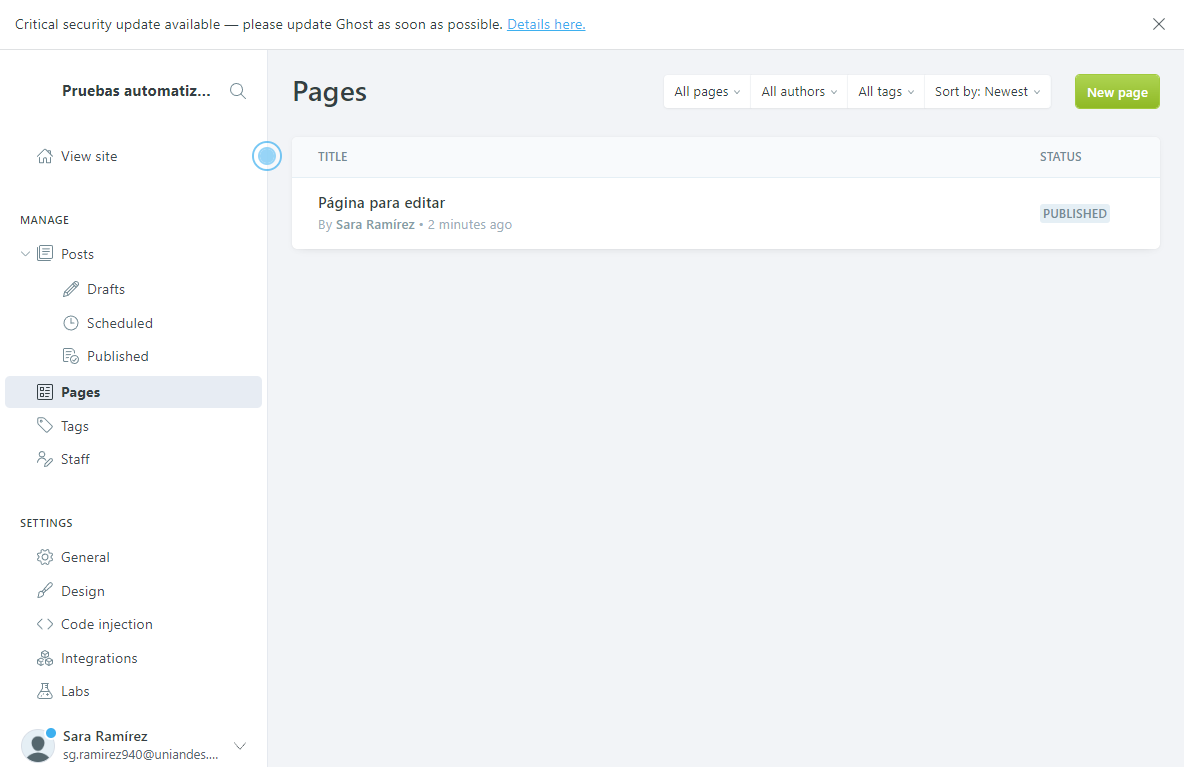 Critical security update available — please update Ghost as soon as possible. Details here.
Pruebas automatiz...
View site
MANAGE
Posts
Drafts
Scheduled
Published
Pages
Tags
Staff
SETTINGS
General
Design
Code injection
Integrations
Labs
Sara Ramírez
sg.ramirez940@uniandes....
Pages
All pages All authors All tags Sort by: Newest New page
TITLE STATUS
Página para editar
By Sara Ramírez • 2 minutes ago PUBLISHED